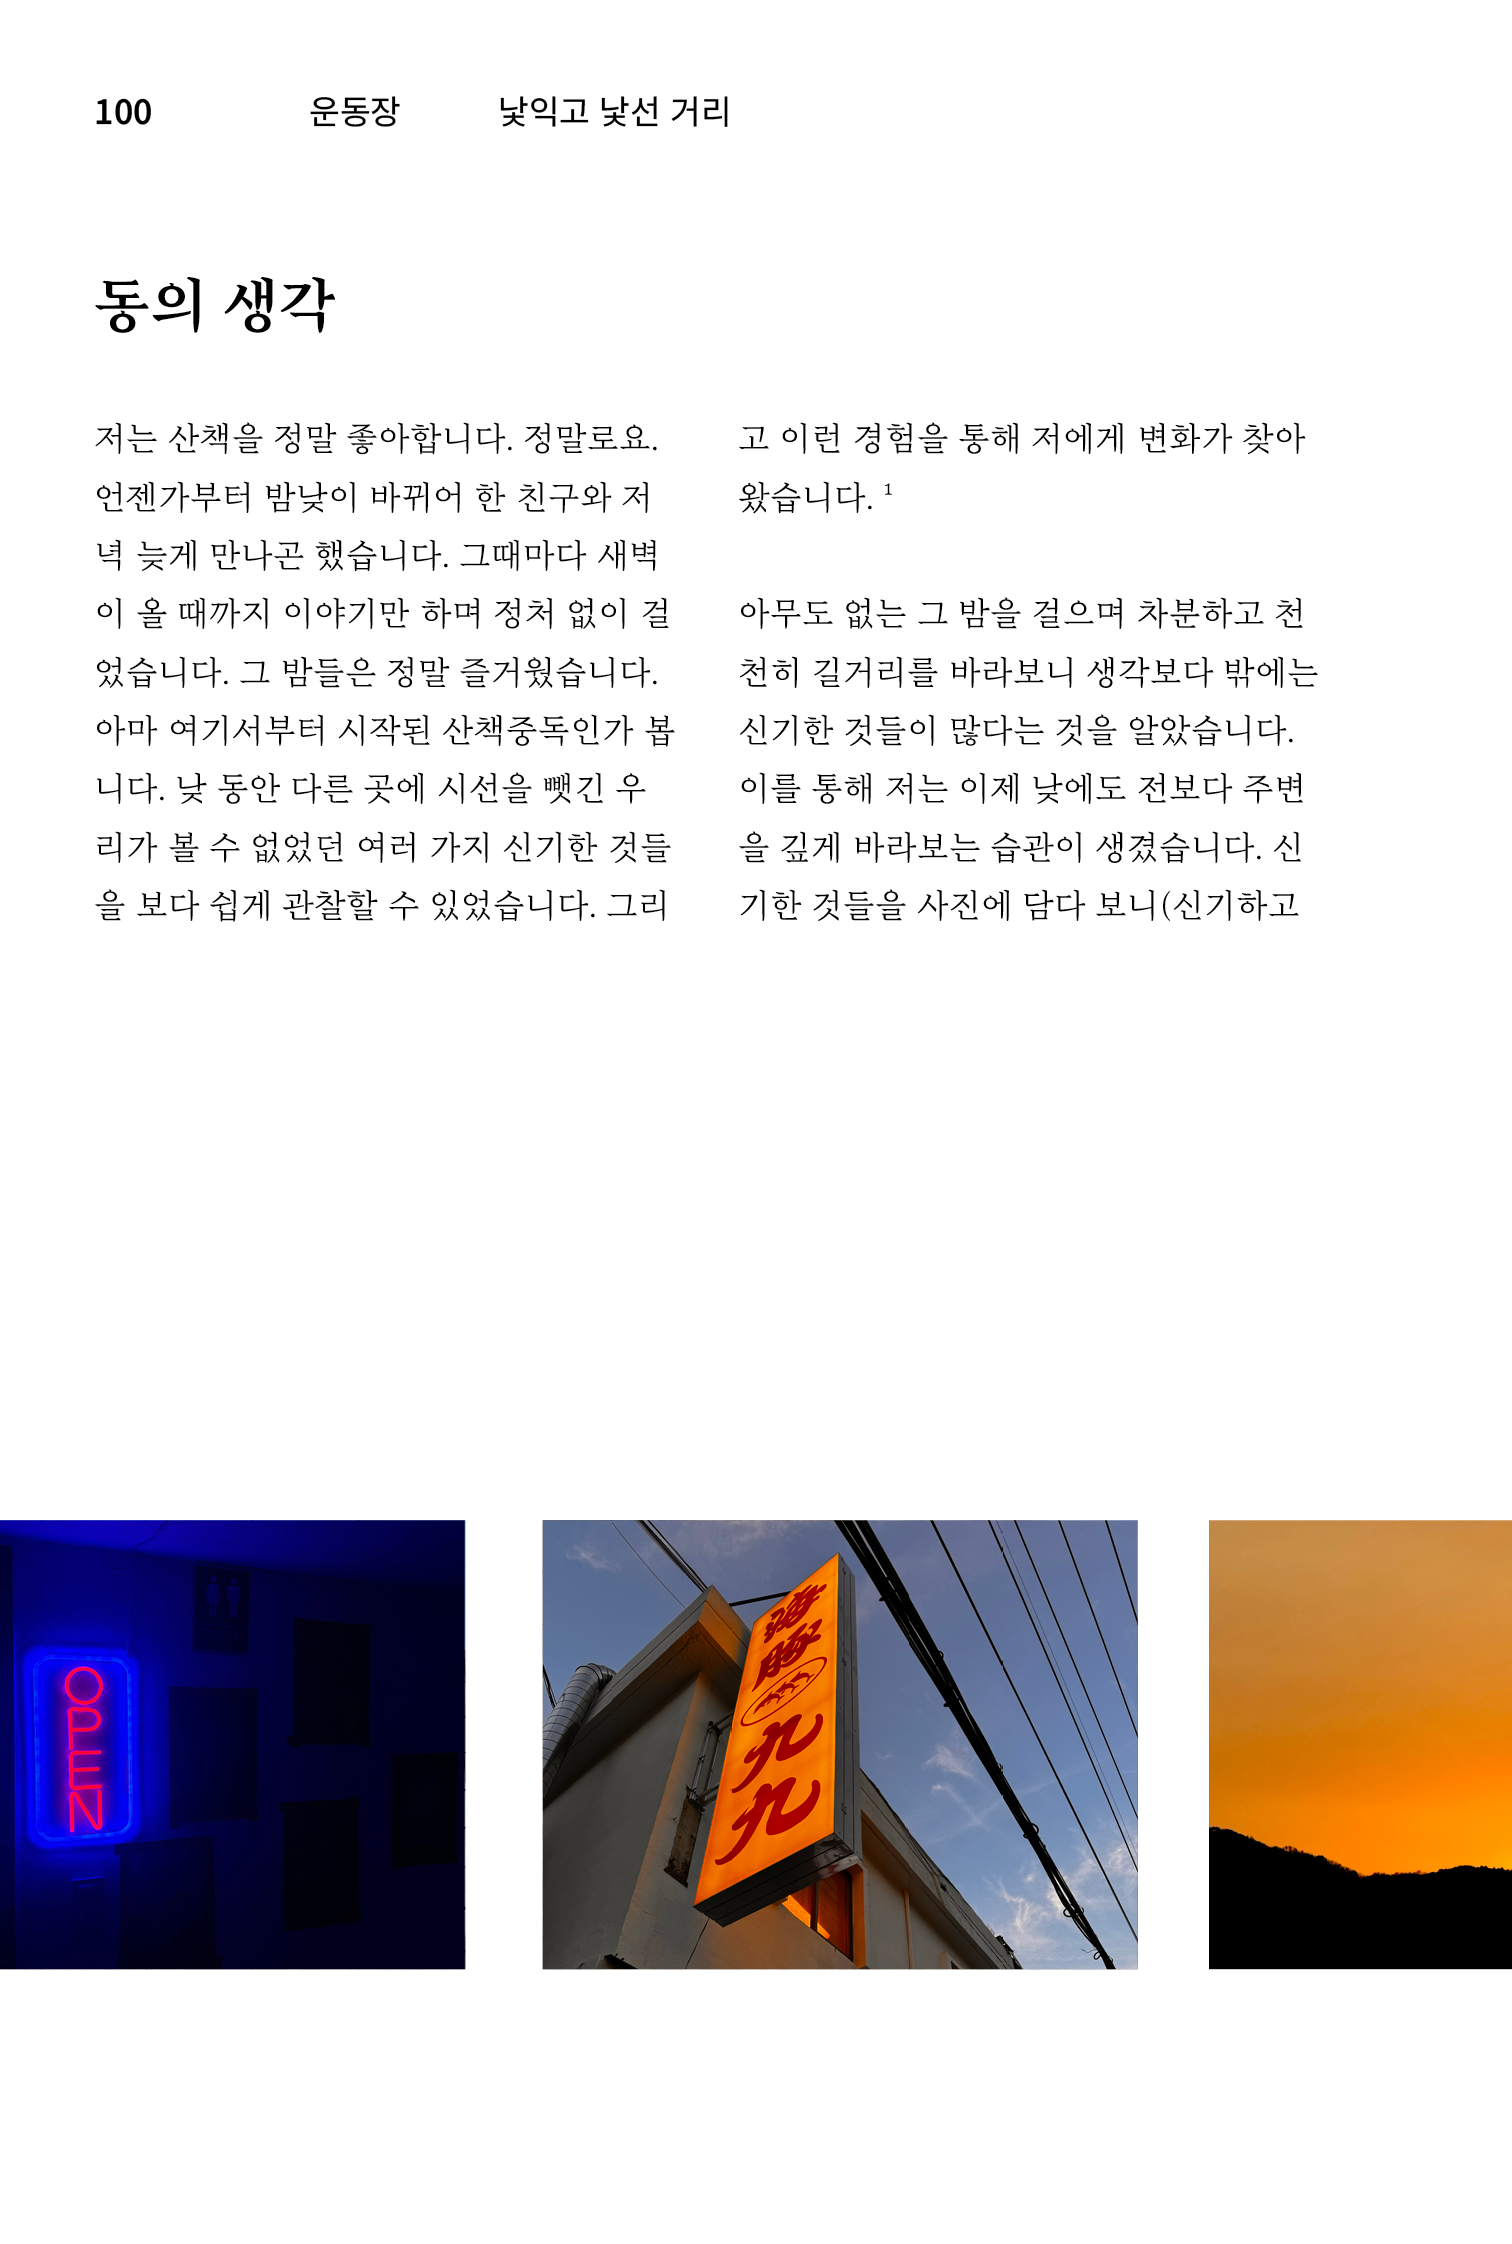 100 운동장 낯익고 낯선 거리
동의 생각
저는 산책을 정말 좋아합니다. 정말로요.
언젠가부터 밤낮이 바뀌어 한 친구와 저
녁 늦게 만나곤 했습니다. 그때마다 새벽
이 올 때까지 이야기만 하며 정처 없이 걸
었습니다. 그 밤들은 정말 즐거웠습니다.
아마 여기서부터 시작된 산책중독인가 봅
니다. 낮 동안 다른 곳에 시선을 뺏긴 우
리가 볼 수 없었던 여러 가지 신기한 것들
을 보다 쉽게 관찰할 수 있었습니다. 그리
고 이런 경험을 통해 저에게 변화가 찾아
왔습니다. 1
아무도 없는 그 밤을 걸으며 차분하고 천
천히 길거리를 바라보니 생각보다 밖에는
신기한 것들이 많다는 것을 알았습니다.
이를 통해 저는 이제 낮에도 전보다 주변
을 깊게 바라보는 습관이 생겼습니다. 신
기한 것들을 사진에 담다 보니(신기하고
OPEN
海豚
九九